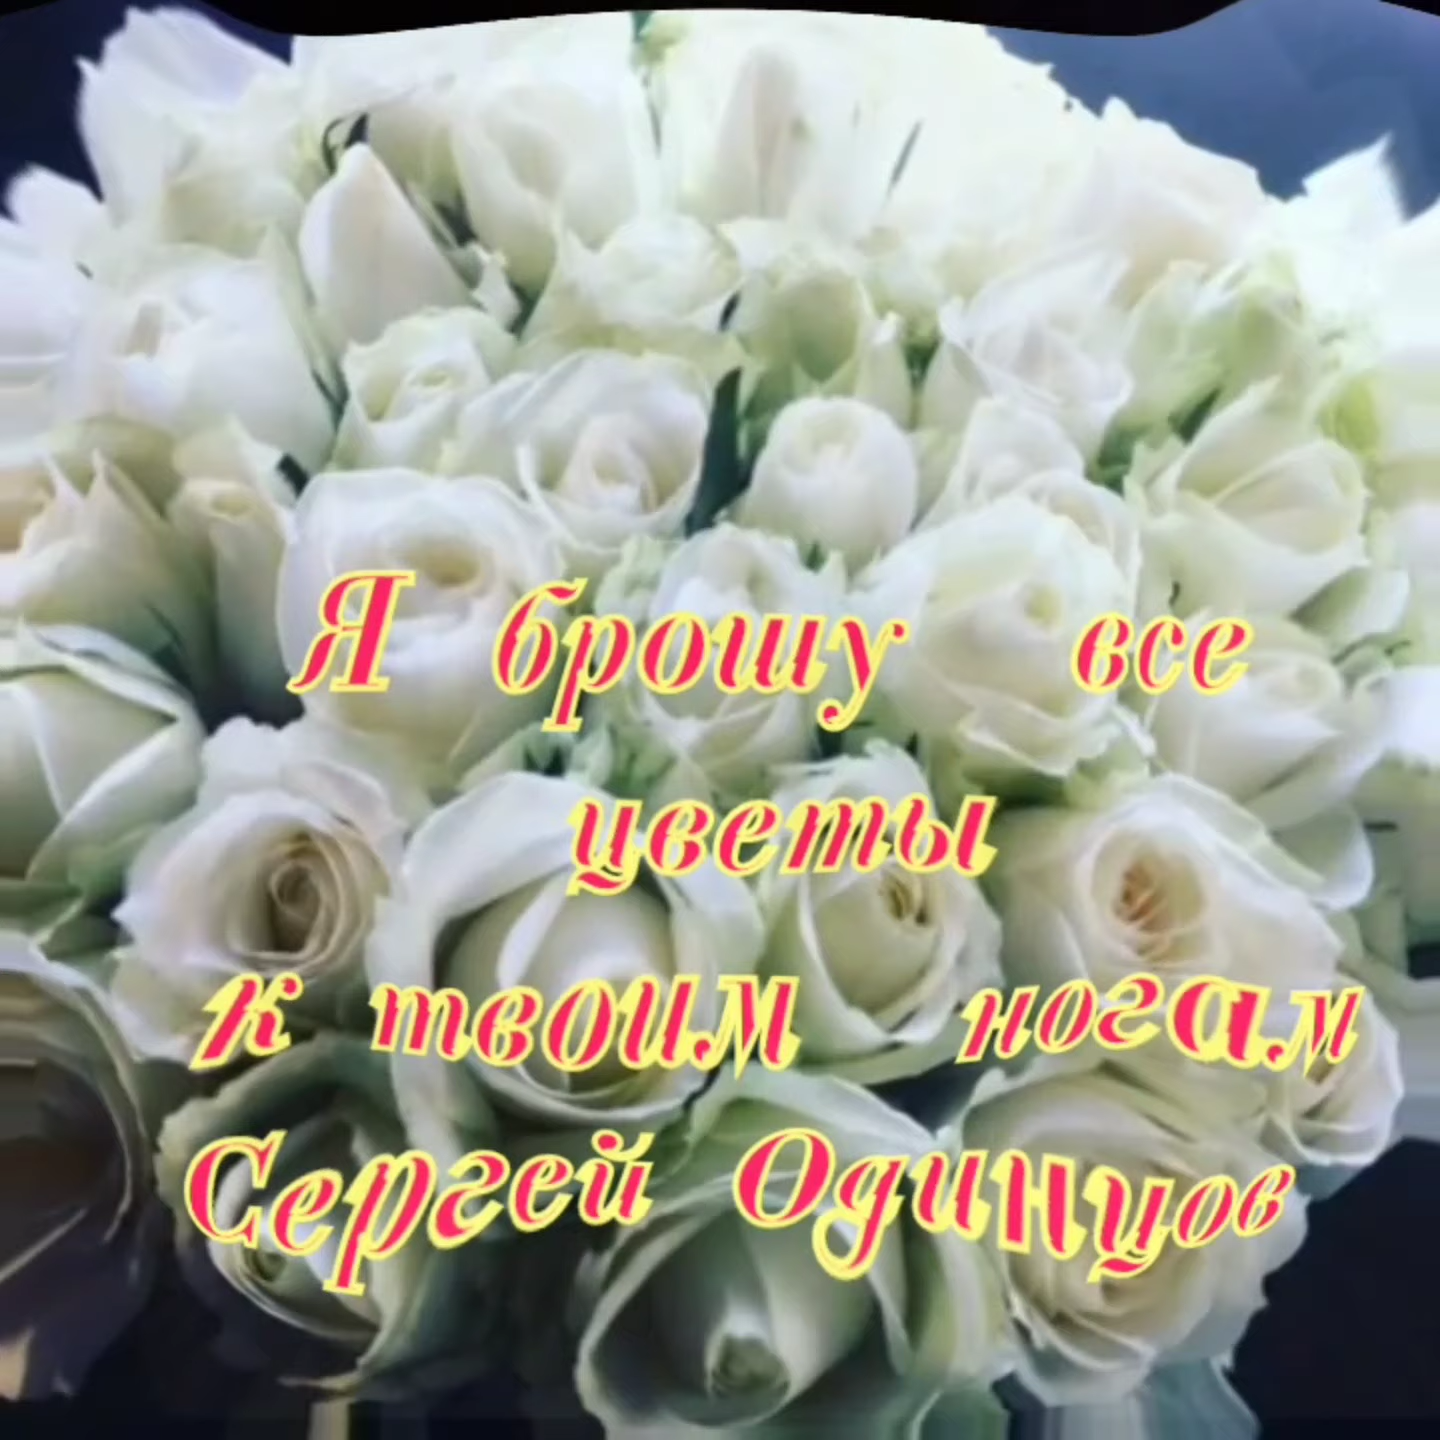 Я брошу все
цветы
к твоим ногам
Сергей Одинцов